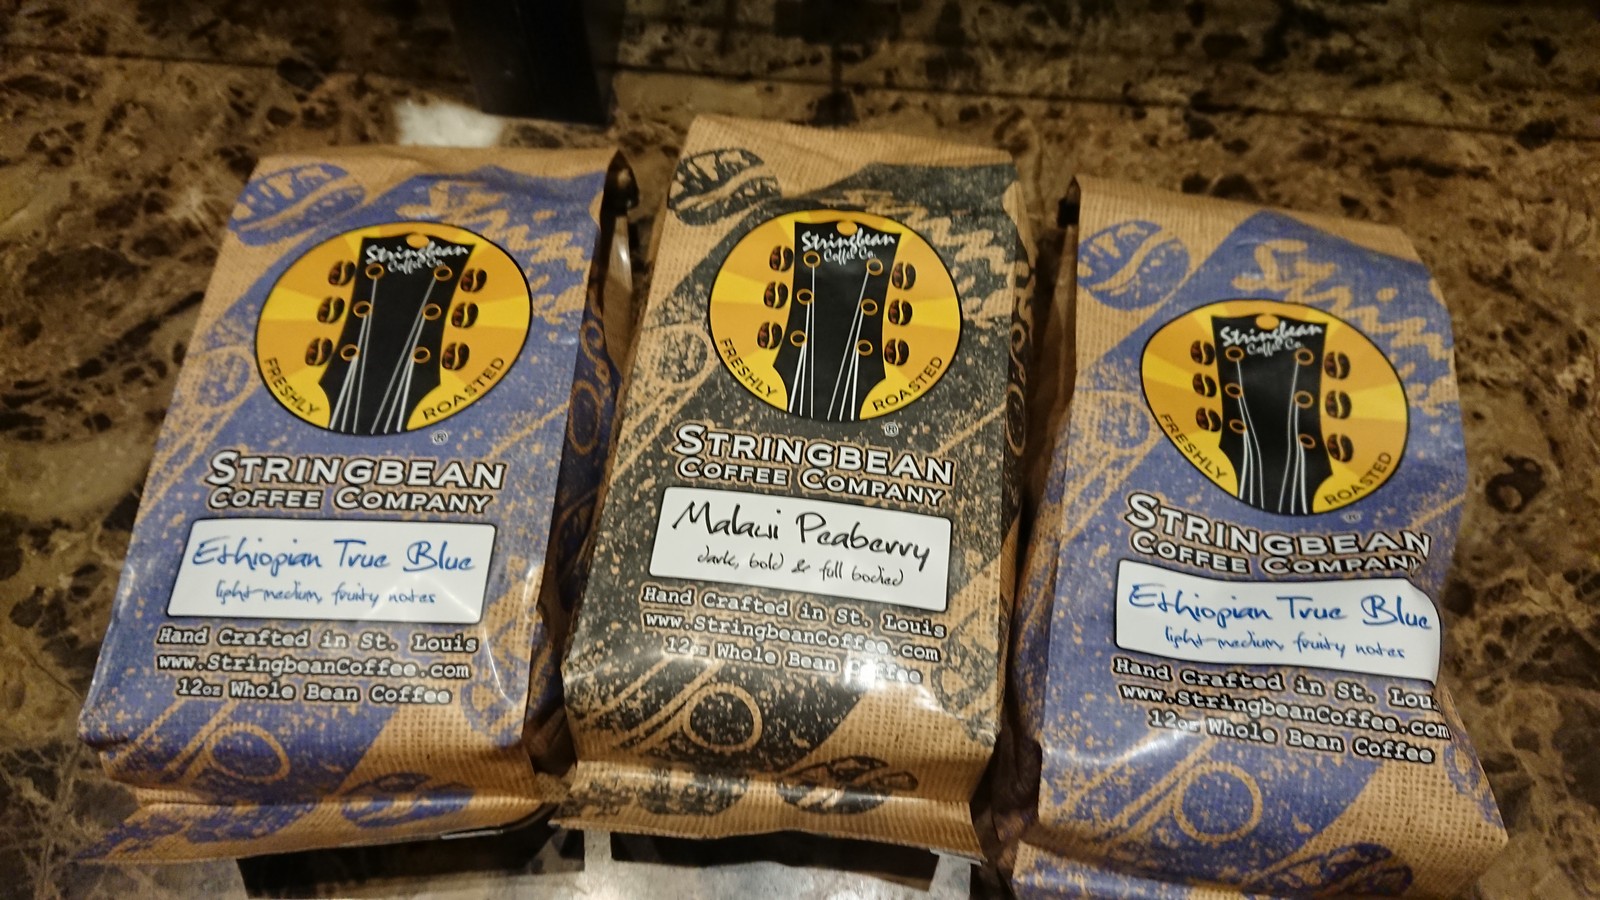 Stringbean
Coffee Co.
FRESHLY ROASTED
®
STRINGBEAN
COFFEE COMPANY
Ethiopian True Blue
light-medium, fruity notes
Hand Crafted in St. Louis
www.StringbeanCoffee.com
12oz Whole Bean Coffee
Stringbean
Coffee Co.
FRESHLY ROASTED
®
STRINGBEAN
COFFEE COMPANY
Malawi Peaberry
dark, bold & full bodied
Hand Crafted in St. Louis
www.StringbeanCoffee.com
12oz Whole Bean Coffee
Stringbean
Coffee Co.
FRESHLY ROASTED
®
STRINGBEAN
COFFEE COMPANY
Ethiopian True Blue
light-medium, fruity notes
Hand Crafted in St. Lou
www.StringbeanCoffee.com
12oz Whole Bean Coffee